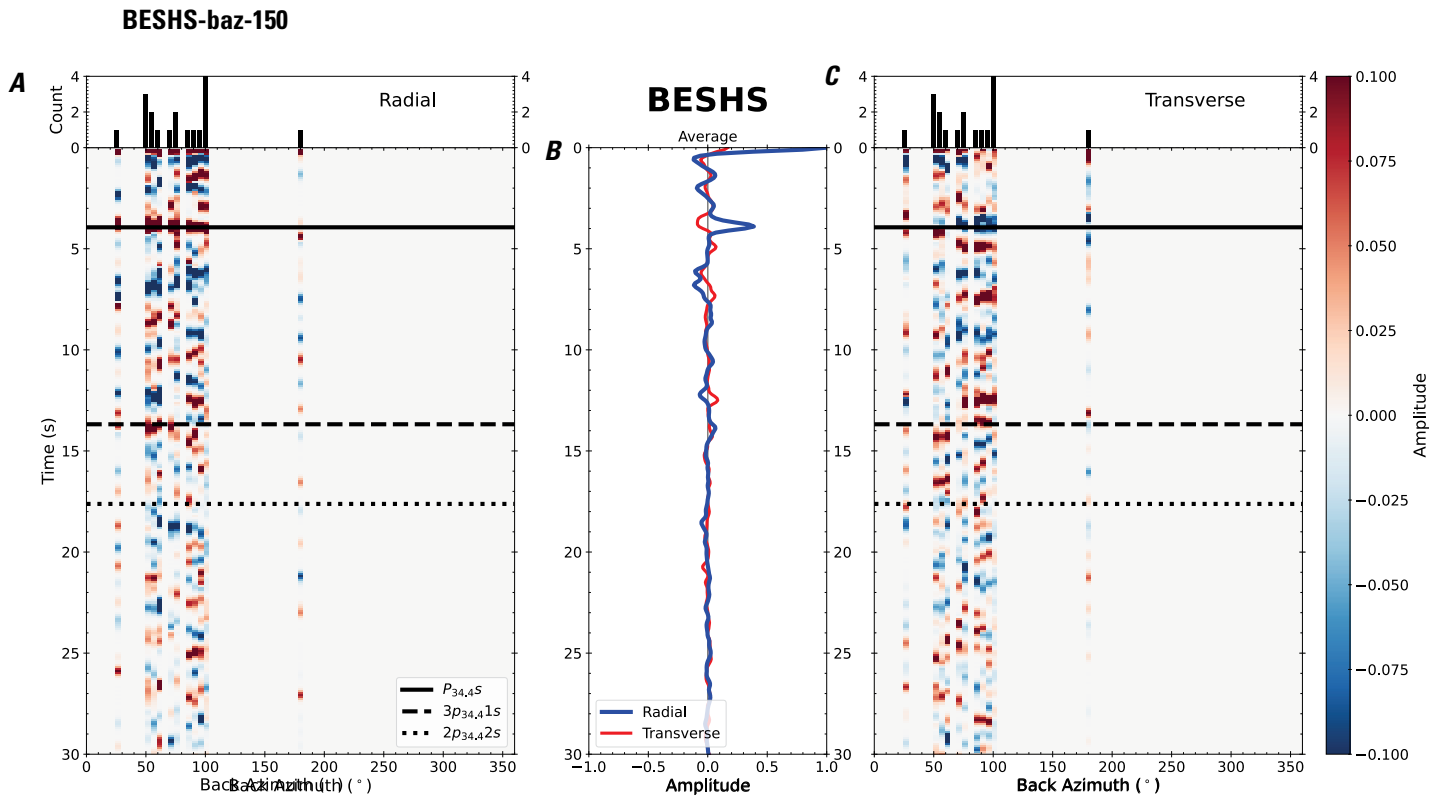 BESHS-baz-150
A
4
2
0
Count
Radial
4
2
0
BESHS
Average
C
4
2
0
Transverse
4
2
0
0.100
0.075
0.050
0.025
0.000
−0.025
−0.050
−0.075
−0.100
Amplitude
B
0
5
10
15
20
25
30
Time (s)
0
5
10
15
20
25
30
P34.4s
3p34.41s
2p34.42s
Radial
Transverse
0 50 100 150 200 250 300 350
−1.0 −0.5 0.0 0.5 1.0
0 50 100 150 200 250 300 350
Back Azimuth (°)
Amplitude
Back Azimuth (°)